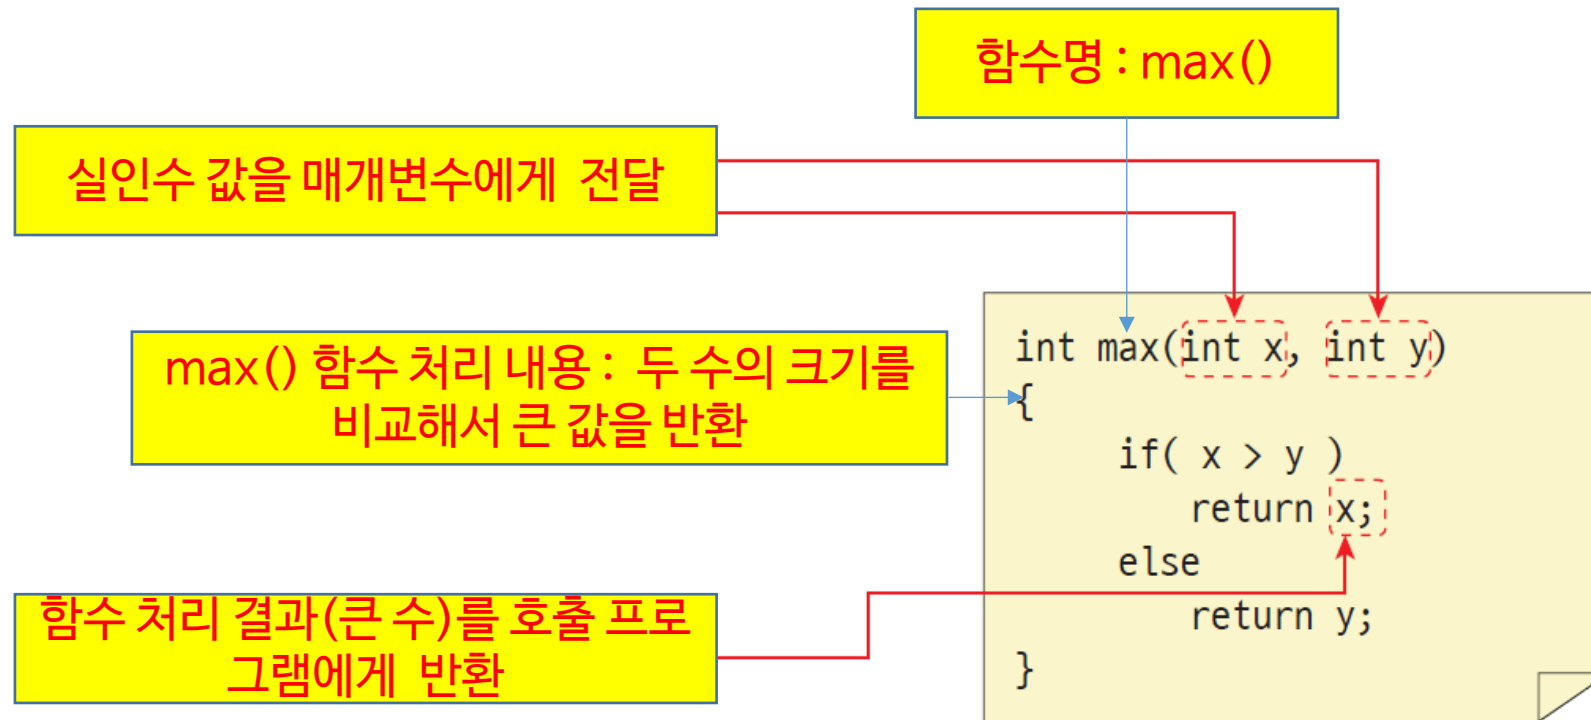 함수명 : max()
실인수 값을 매개변수에게 전달
max() 함수 처리 내용 : 두 수의 크기를
비교해서 큰 값을 반환
함수 처리 결과(큰 수)를 호출 프로
그램에게 반환
int max(int x, int y)
{
if( x > y )
return x;
else
return y;
}